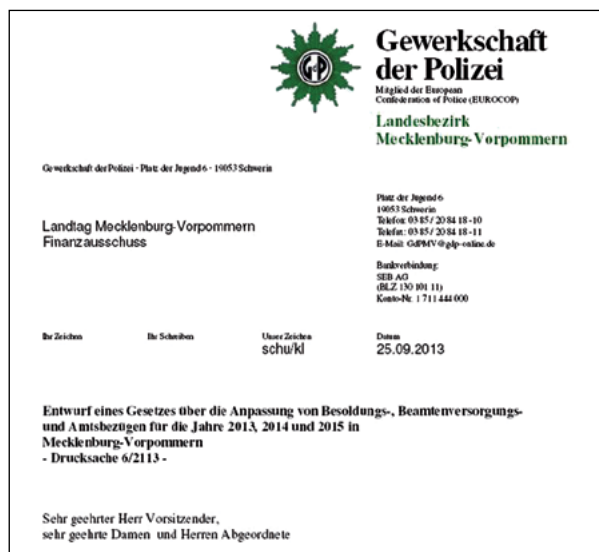 GdP
Gewerkschaft
der Polizei
Mitglied der European
Confederation of Police (EUROCOP)
Landesbezirk
Mecklenburg-Vorpommern
Gewerkschaft der Polizei - Platz der Jugend 6 - 19053 Schwerin
Landtag Mecklenburg-Vorpommern
Finanzausschuss
Platz der Jugend 6
19053 Schwerin
Telefon: 03 85 / 20 84 18 -10
Telefax: 03 85 / 20 84 18 -11
E-Mail: GdPMV@gdp-online.de
Bankverbindung:
SEB AG
(BLZ 130 101 11)
Konto-Nr. 1 711 444 000
Ihr Zeichen Ihr Schreiben Unser Zeichen Datum
schu/kl 25.09.2013
Entwurf eines Gesetzes über die Anpassung von Besoldungs-, Beamtenversorgungs-
und Amtsbezügen für die Jahre 2013, 2014 und 2015 in
Mecklenburg-Vorpommern
- Drucksache 6/2113 -
Sehr geehrter Herr Vorsitzender,
sehr geehrte Damen und Herren Abgeordnete